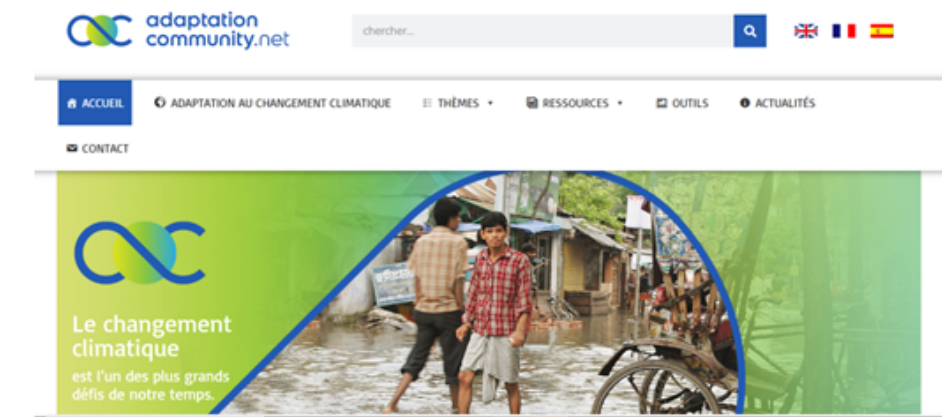 adaptation
community.net
chercher...
ACCUEIL
ADAPTATION AU CHANGEMENT CLIMATIQUE
THÈMES
RESSOURCES
OUTILS
ACTUALITÉS
CONTACT
Le changement
climatique
est l'un des plus grands
défis de notre temps.